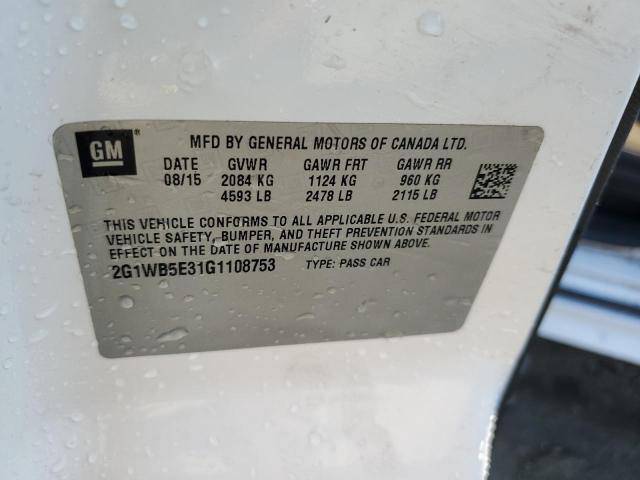 GM®
MFD BY GENERAL MOTORS OF CANADA LTD.
DATE GVWR GAWR FRT GAWR RR
08/15 2084 KG 1124 KG 960 KG
4593 LB 2478 LB 2115 LB
THIS VEHICLE CONFORMS TO ALL APPLICABLE U.S. FEDERAL MOTOR
VEHICLE SAFETY, BUMPER, AND THEFT PREVENTION STANDARDS IN
EFFECT ON THE DATE OF MANUFACTURE SHOWN ABOVE.
2G1WB5E31G1108753 TYPE: PASS CAR